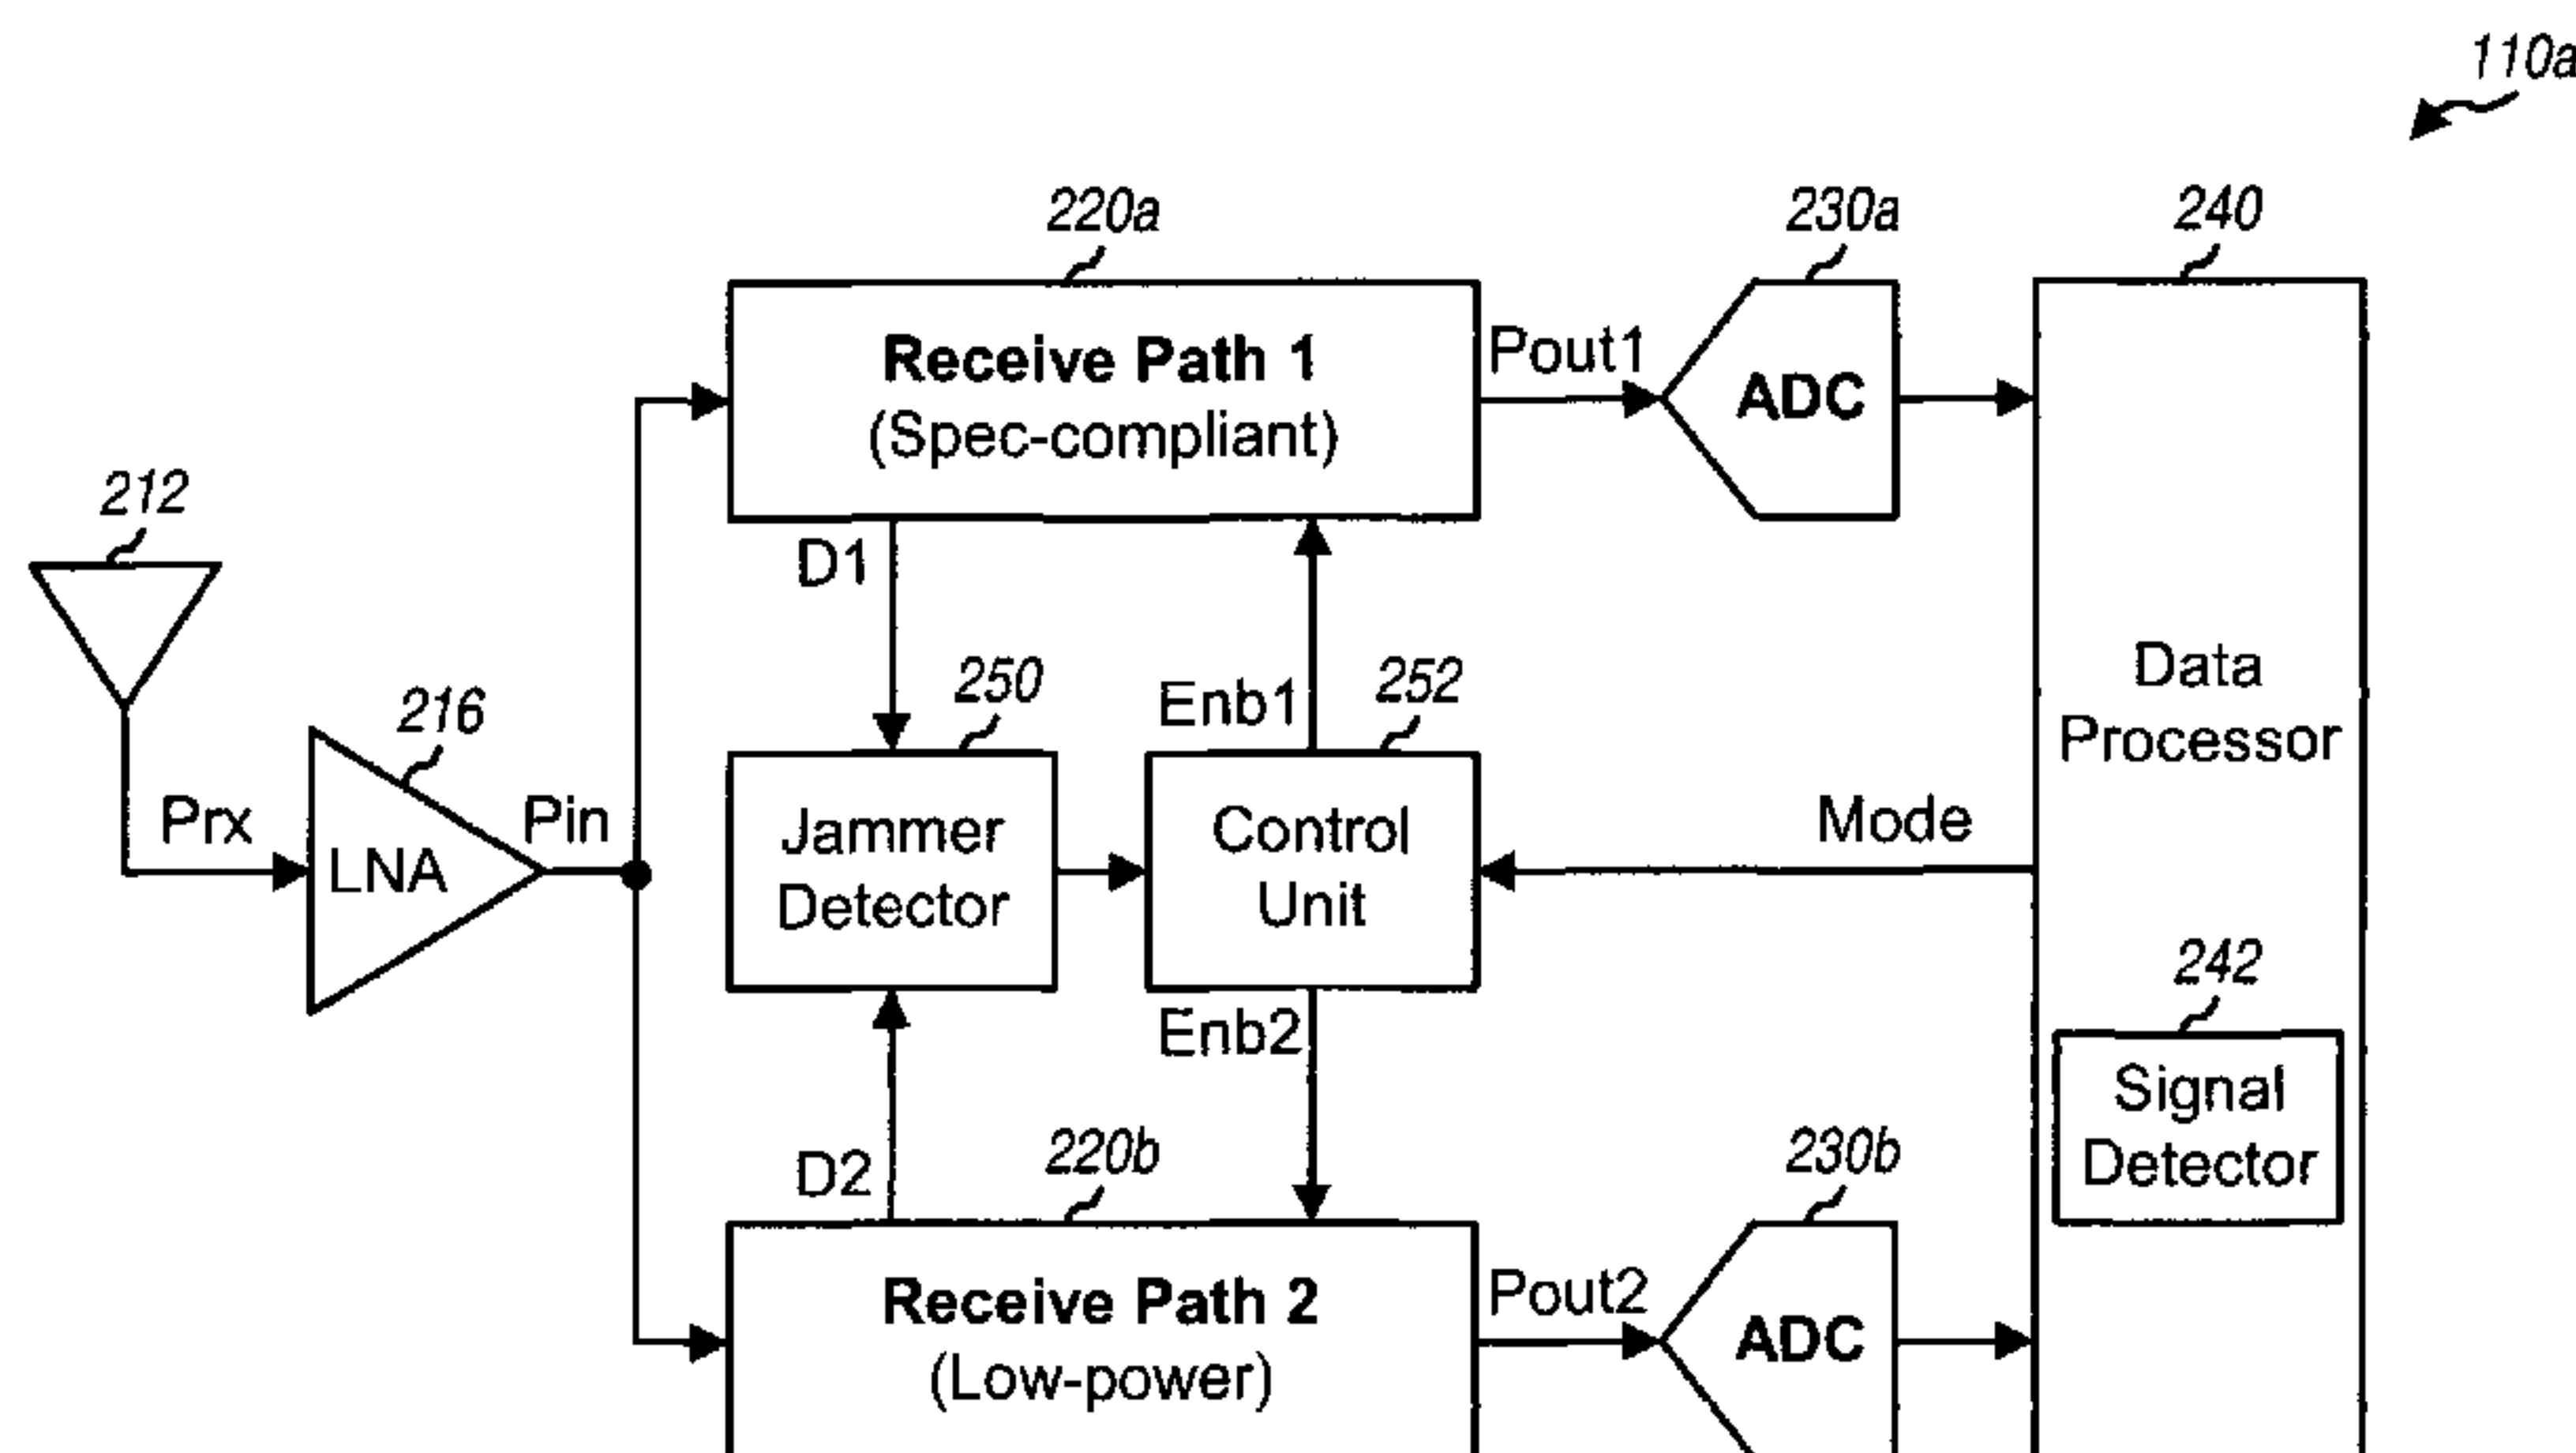 110a
220a
230a
240
Receive Path 1
(Spec-compliant)
Pout1
ADC
212
D1
Data
Processor
250
Enb1
252
216
Prx
LNA
Pin
Jammer
Detector
Control
Unit
Mode
242
Enb2
Signal
Detector
D2
220b
230b
Receive Path 2
(Low-power)
Pout2
ADC